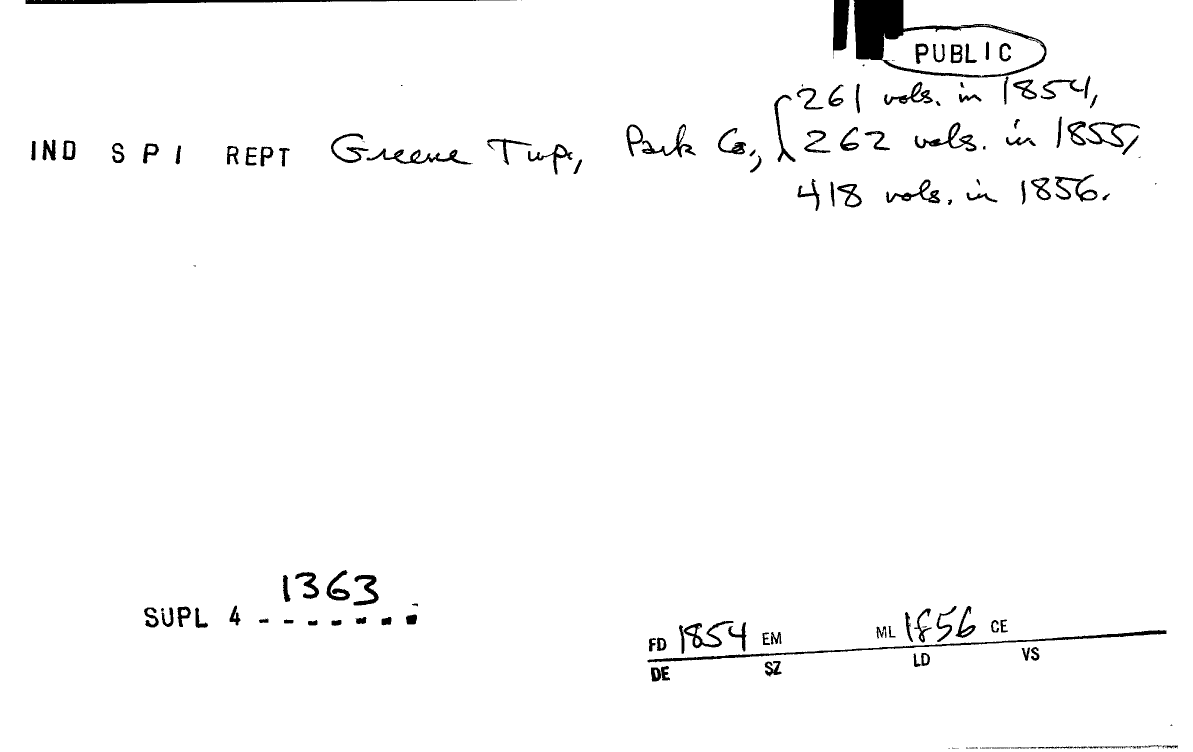 PUBLIC
261 vols. in 1854,
IND S P I REPT Greene Twp., Park Co., 262 vols. in 1855,
418 vols. in 1856.
1363
SUPL 4 - - - - - - -
FD 1854 EM ML 1856 CE
DE SZ LD VS